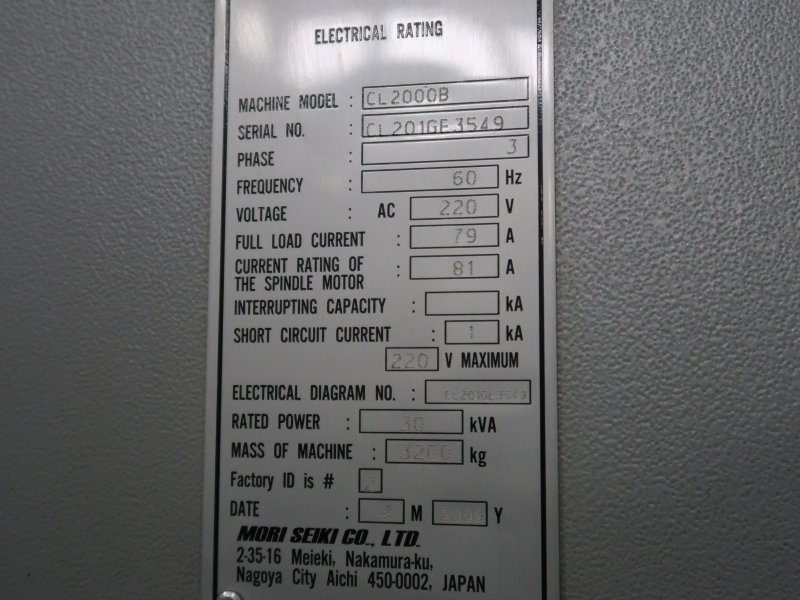 ELECTRICAL RATING
MACHINE MODEL : CL2000B
SERIAL NO. : CL201GE3549
PHASE : 3
FREQUENCY : 60 Hz
VOLTAGE : AC 220 V
FULL LOAD CURRENT : 79 A
CURRENT RATING OF
THE SPINDLE MOTOR : 81 A
INTERRUPTING CAPACITY : kA
SHORT CIRCUIT CURRENT : 1 kA
220 V MAXIMUM
ELECTRICAL DIAGRAM NO. : CL201GE3549
RATED POWER : 30 kVA
MASS OF MACHINE : 3200 kg
Factory ID is #
DATE : M Y
MORI SEIKI CO., LTD.
2-35-16 Meieki, Nakamura-ku,
Nagoya City Aichi 450-0002, JAPAN